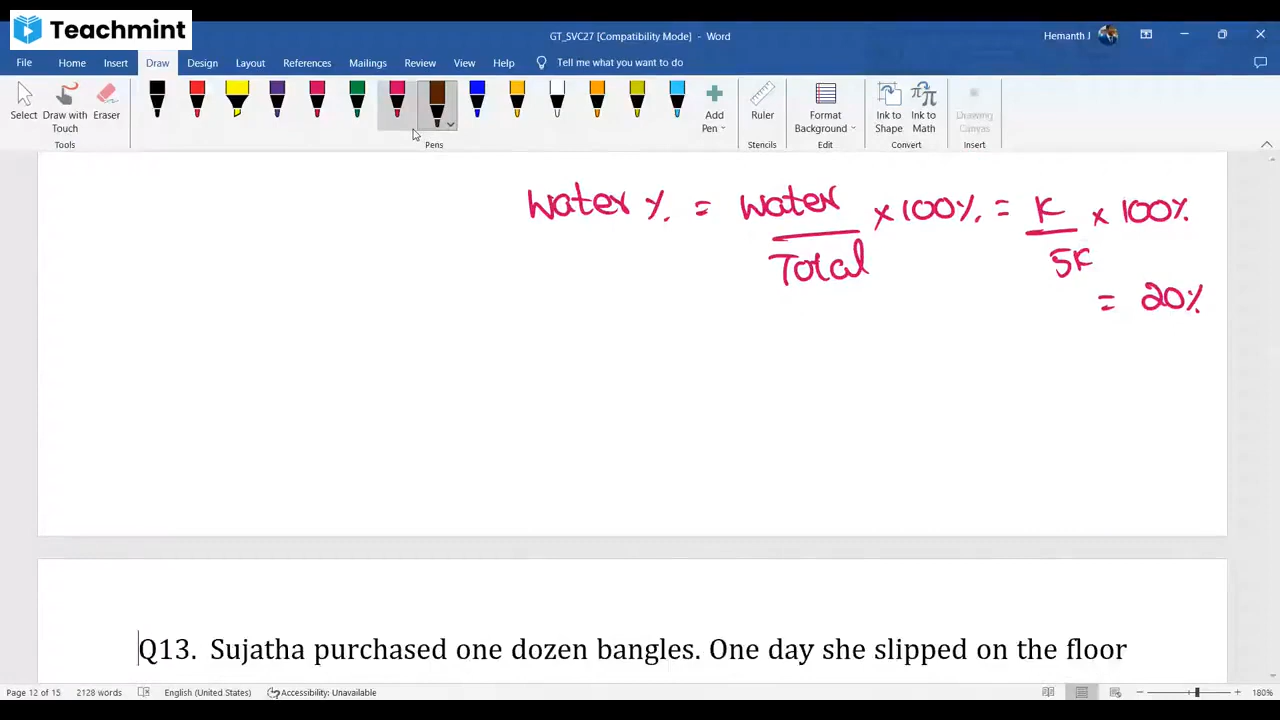 Teachmint
GT_SVC27 [Compatibility Mode] - Word
Hemanth J
File Home Insert Draw Design Layout References Mailings Review View Help Tell me what you want to do
Select Draw with Touch Eraser Add Pen Ruler Format Background Ink to Shape Ink to Math Drawing Canvas
Tools Pens Stencils Edit Convert Insert
water % = water / Total × 100% = K / 5K × 100%
= 20%
Q13. Sujatha purchased one dozen bangles. One day she slipped on the floor
Page 12 of 15 2128 words English (United States) Accessibility: Unavailable 180%